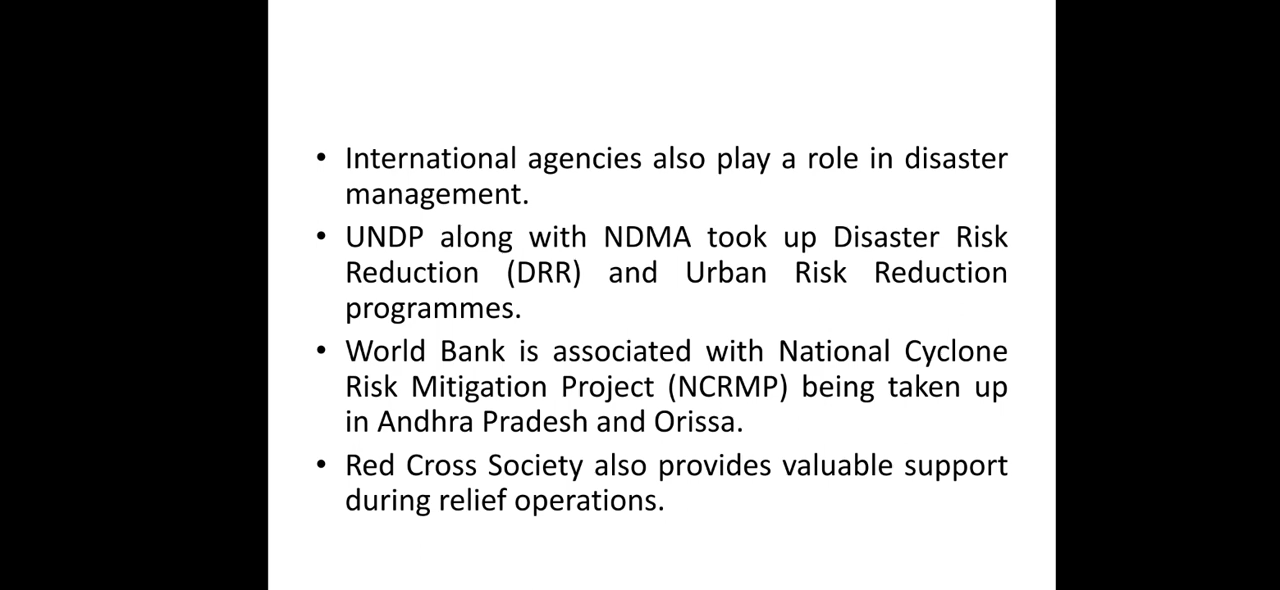 • International agencies also play a role in disaster
management.
• UNDP along with NDMA took up Disaster Risk
Reduction (DRR) and Urban Risk Reduction
programmes.
• World Bank is associated with National Cyclone
Risk Mitigation Project (NCRMP) being taken up
in Andhra Pradesh and Orissa.
• Red Cross Society also provides valuable support
during relief operations.